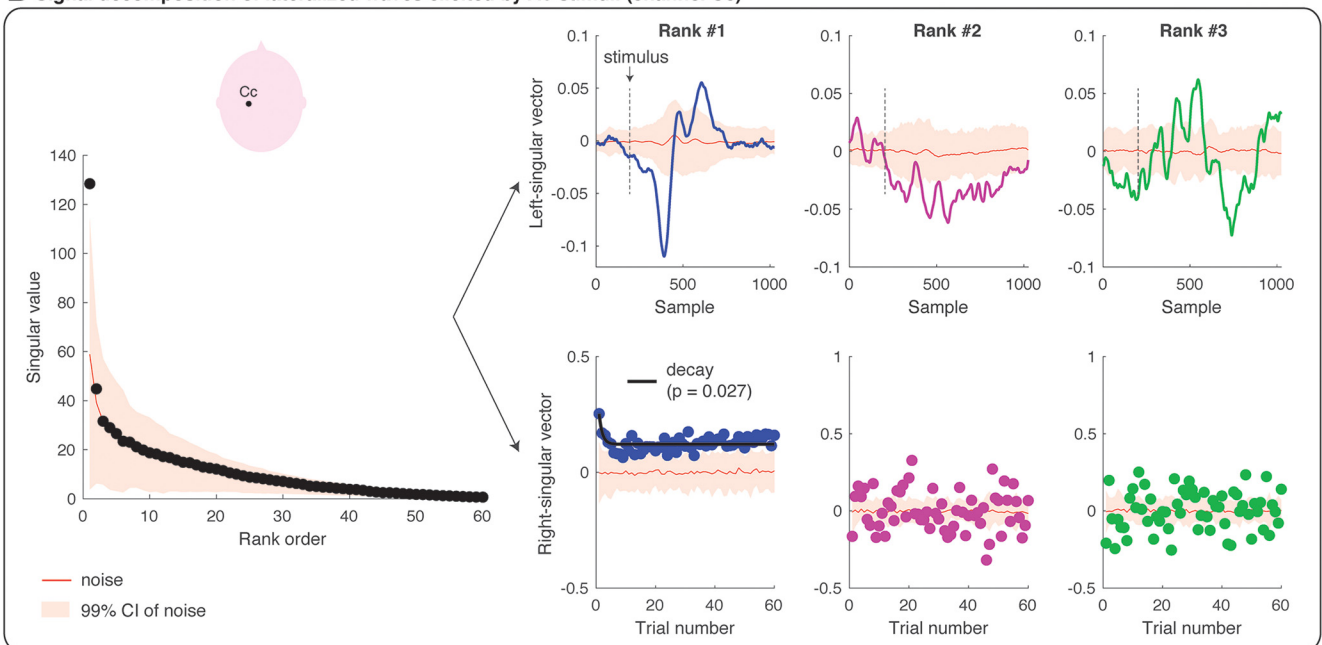 Cc
140
120
100
80
60
40
20
0
Singular value
0 10 20 30 40 50 60
Rank order
noise
99% CI of noise
Rank #1
stimulus
0.1
0.05
0
-0.05
-0.1
Left-singular vector
0 500 1000
Sample
Rank #2
0.1
0.05
0
-0.05
-0.1
0 500 1000
Sample
Rank #3
0.1
0.05
0
-0.05
-0.1
0 500 1000
Sample
0.5
0
-0.5
Right-singular vector
decay
(p = 0.027)
0 20 40 60
Trial number
1
0.5
0
-0.5
0 20 40 60
Trial number
1
0.5
0
-0.5
0 20 40 60
Trial number